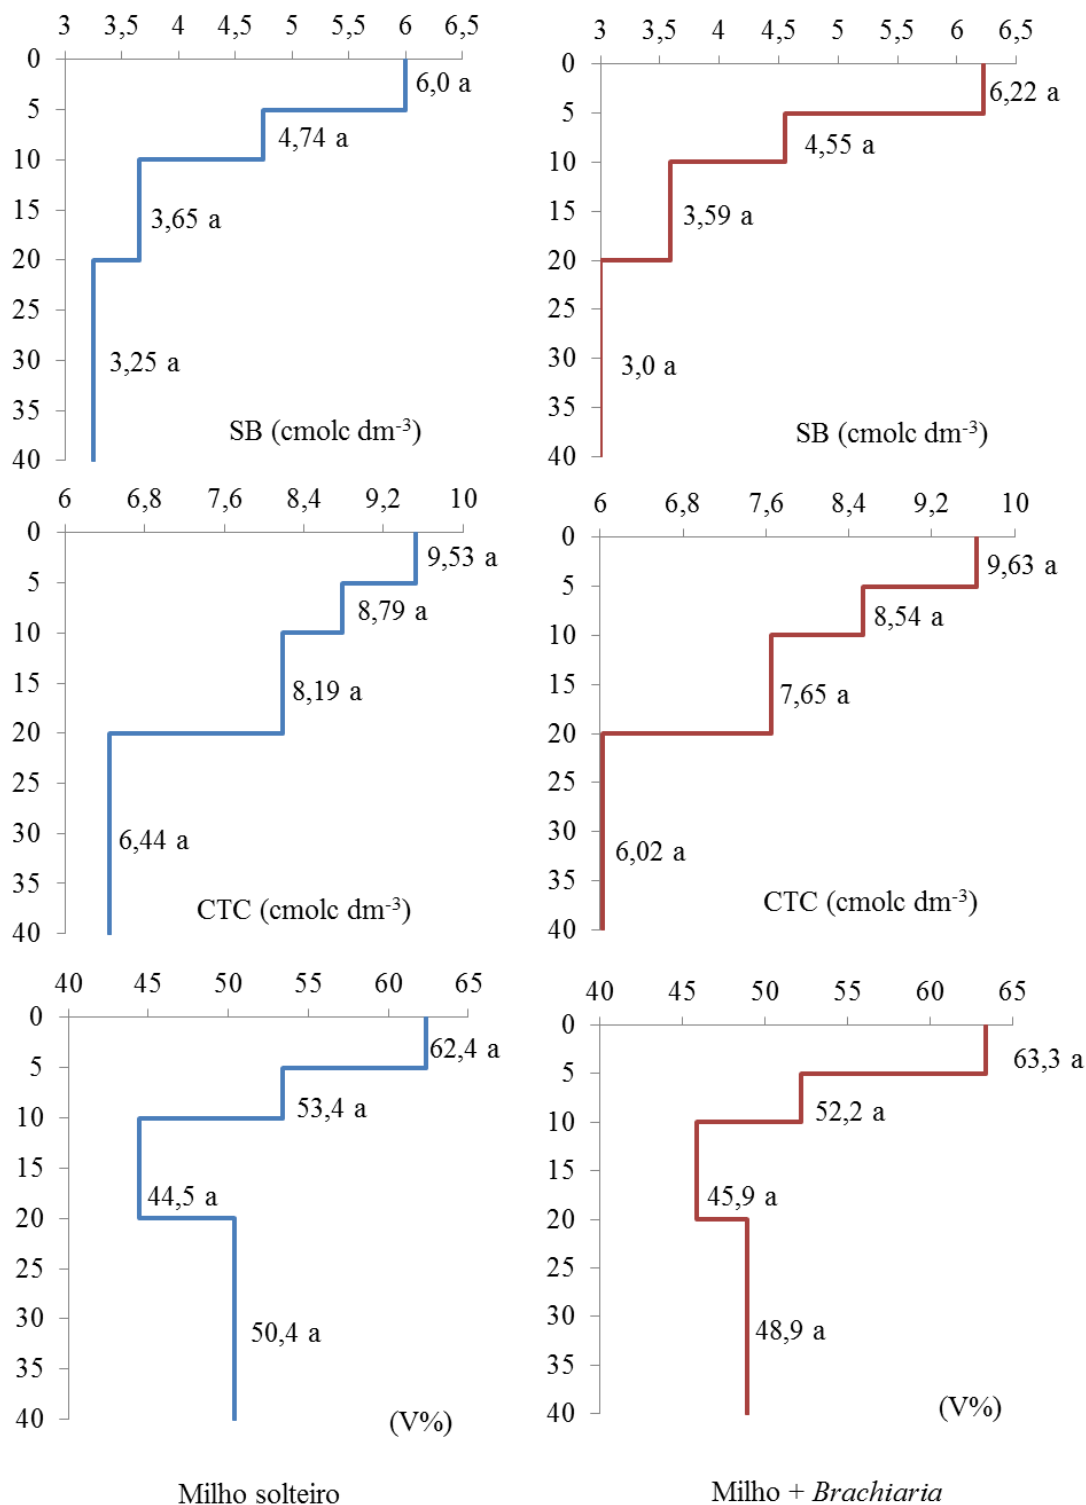 3 3,5 4 4,5 5 5,5 6 6,5
0
5
10
15
20
25
30
35
40
6,0 a
4,74 a
3,65 a
3,25 a
SB (cmolc dm-3)
3 3,5 4 4,5 5 5,5 6 6,5
0
5
10
15
20
25
30
35
40
6,22 a
4,55 a
3,59 a
3,0 a
SB (cmolc dm-3)
6 6,8 7,6 8,4 9,2 10
0
5
10
15
20
25
30
35
40
9,53 a
8,79 a
8,19 a
6,44 a
CTC (cmolc dm-3)
6 6,8 7,6 8,4 9,2 10
0
5
10
15
20
25
30
35
40
9,63 a
8,54 a
7,65 a
6,02 a
CTC (cmolc dm-3)
40 45 50 55 60 65
0
5
10
15
20
25
30
35
40
62,4 a
53,4 a
44,5 a
50,4 a
(V%)
Milho solteiro
40 45 50 55 60 65
0
5
10
15
20
25
30
35
40
63,3 a
52,2 a
45,9 a
48,9 a
(V%)
Milho + Brachiaria